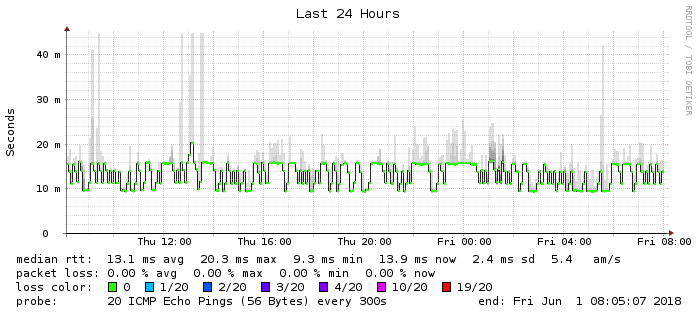 Last 24 Hours
RRDTOOL / TOBI OETIKER
Seconds
40 m
30 m
20 m
10 m
0
Thu 12:00 Thu 16:00 Thu 20:00 Fri 00:00 Fri 04:00 Fri 08:00
median rtt: 13.1 ms avg 20.3 ms max 9.3 ms min 13.9 ms now 2.4 ms sd 5.4 am/s
packet loss: 0.00 % avg 0.00 % max 0.00 % min 0.00 % now
loss color: 0 1/20 2/20 3/20 4/20 10/20 19/20
probe: 20 ICMP Echo Pings (56 Bytes) every 300s end: Fri Jun 1 08:05:07 2018